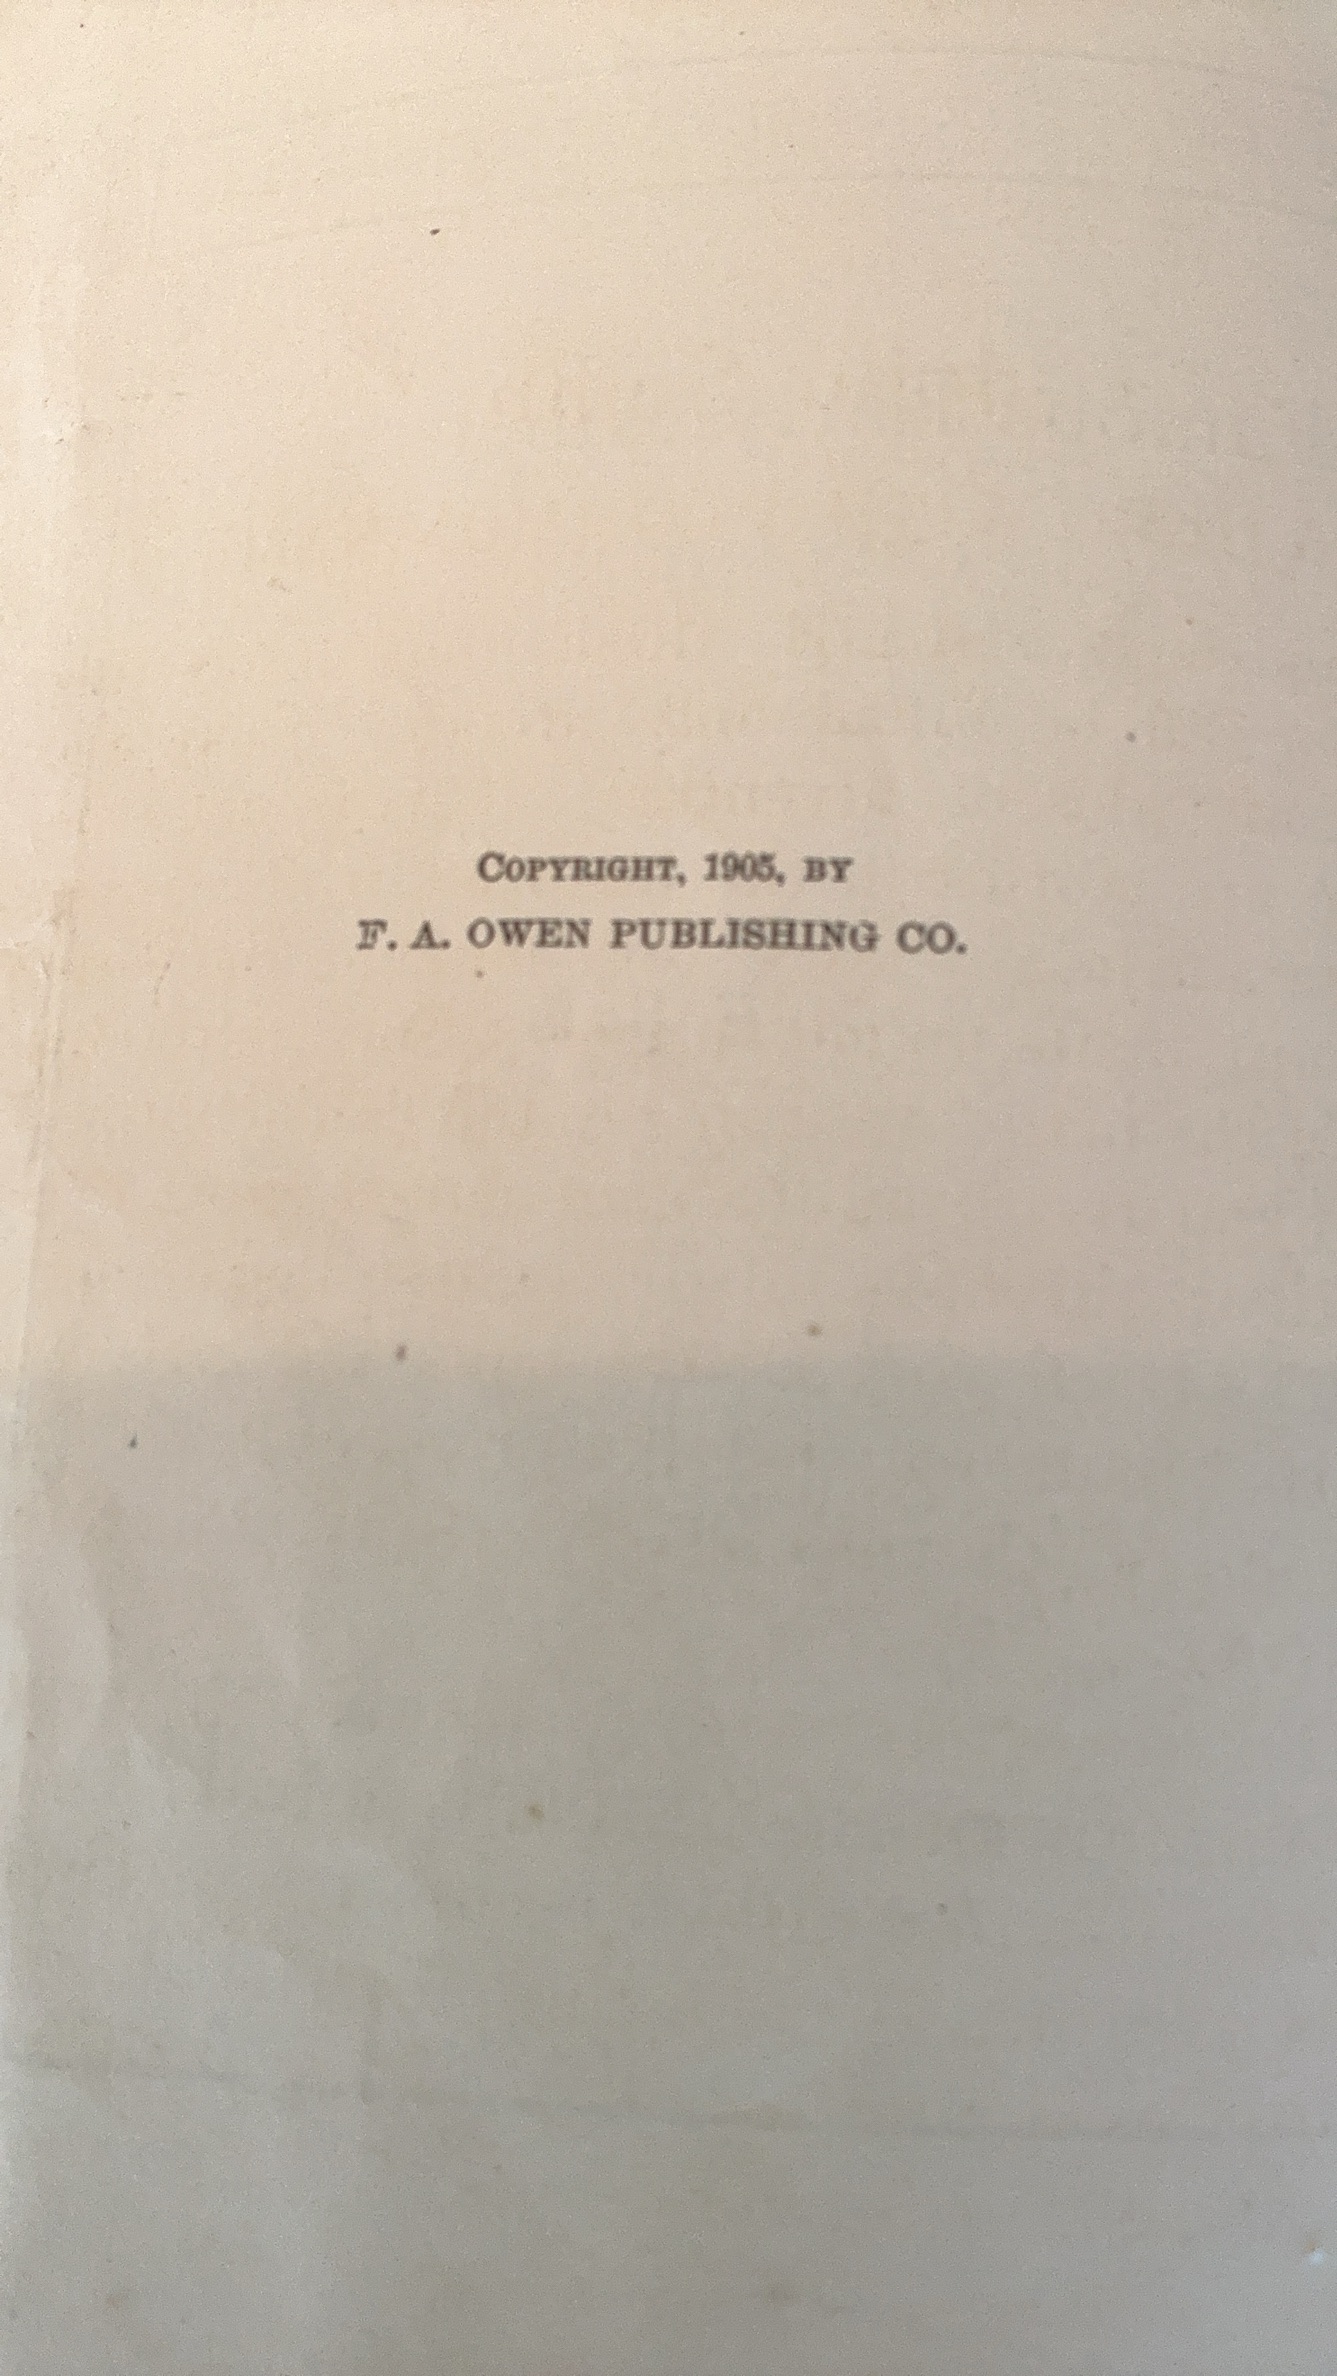 COPYRIGHT, 1905, BY
F. A. OWEN PUBLISHING CO.